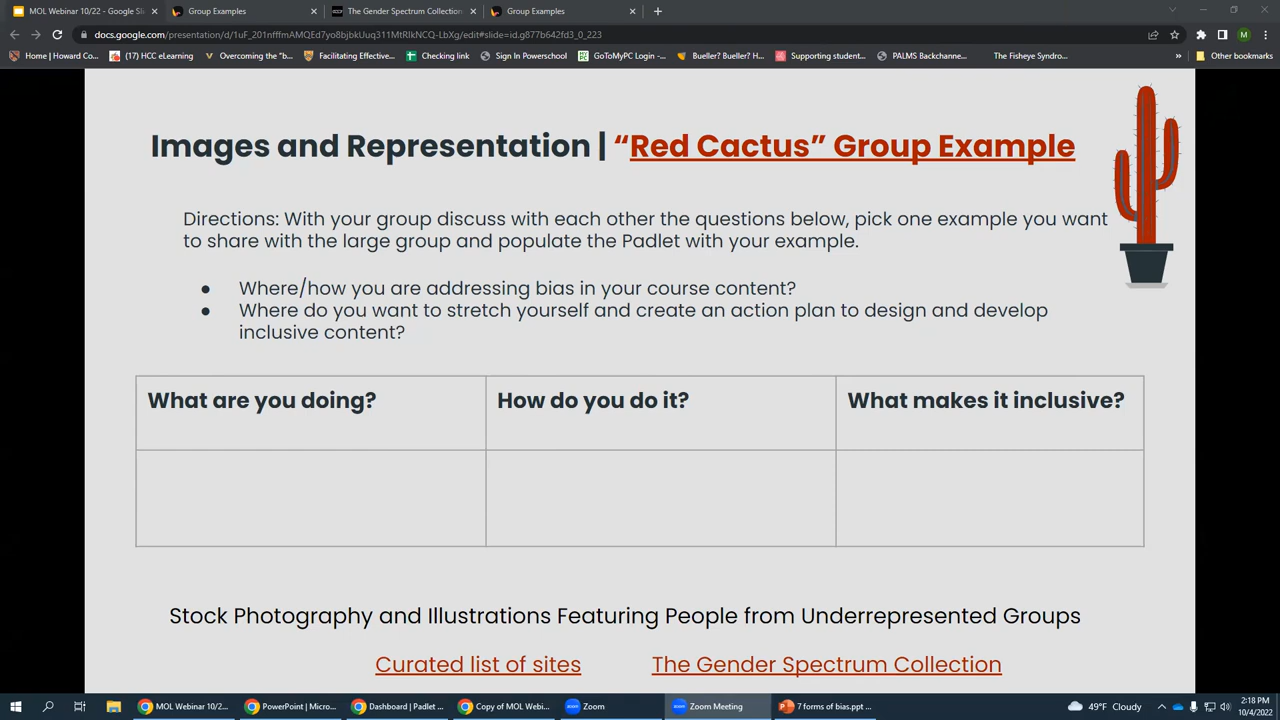 MOL Webinar 10/22 - Google Sli
Group Examples
The Gender Spectrum Collection
Group Examples
docs.google.com/presentation/d/1uF_201nfffmAMQEd7yo8bjbkUuq311MtRIkNCQ-LbXg/edit#slide=id.g877b642fd3_0_223
M
Home | Howard Co...
(17) HCC eLearning
Overcoming the "b...
Facilitating Effective...
Checking link
Sign In Powerschool
GoToMyPC Login -...
Bueller? Bueller? H...
Supporting student...
PALMS Backchanne...
The Fisheye Syndro...
»
Other bookmarks
Images and Representation | “Red Cactus” Group Example
Directions: With your group discuss with each other the questions below, pick one example you want
to share with the large group and populate the Padlet with your example.
● Where/how you are addressing bias in your course content?
● Where do you want to stretch yourself and create an action plan to design and develop
inclusive content?
What are you doing?
How do you do it?
What makes it inclusive?
Stock Photography and Illustrations Featuring People from Underrepresented Groups
Curated list of sites
The Gender Spectrum Collection
MOL Webinar 10/2...
PowerPoint | Micro...
Dashboard | Padlet ...
Copy of MOL Webi...
zoom
Zoom
zoom
Zoom Meeting
7 forms of bias.ppt ...
49°F Cloudy
2:18 PM
10/4/2022